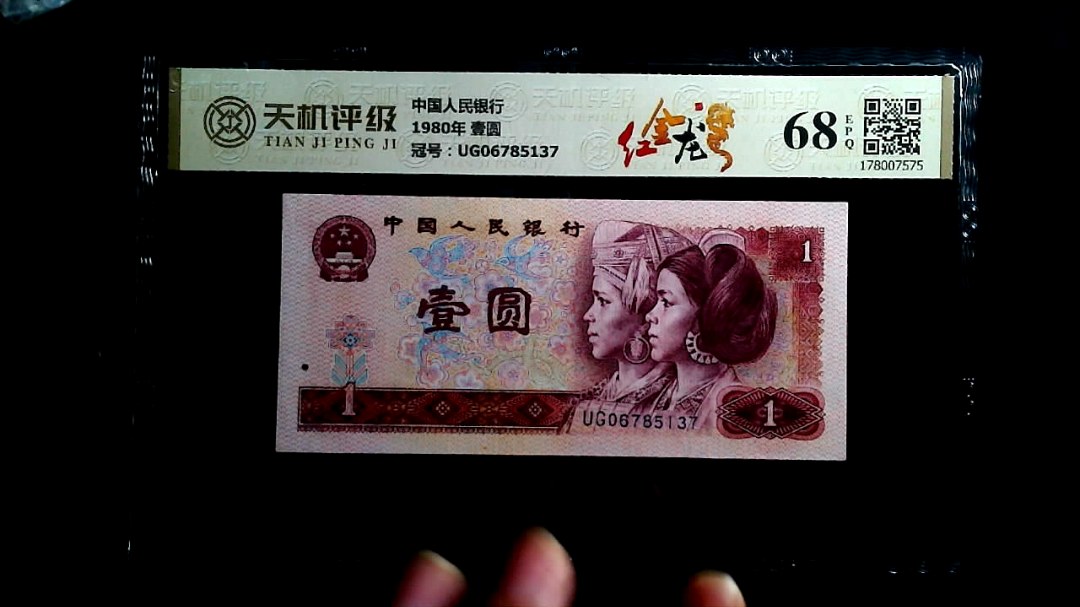 天机评级
TIAN JI PING JI
中国人民银行
1980年 壹圆
冠号：UG06785137
红金龙
68
EPQ
178007575
中国人民银行
1
壹圆
1
UG06785137
1